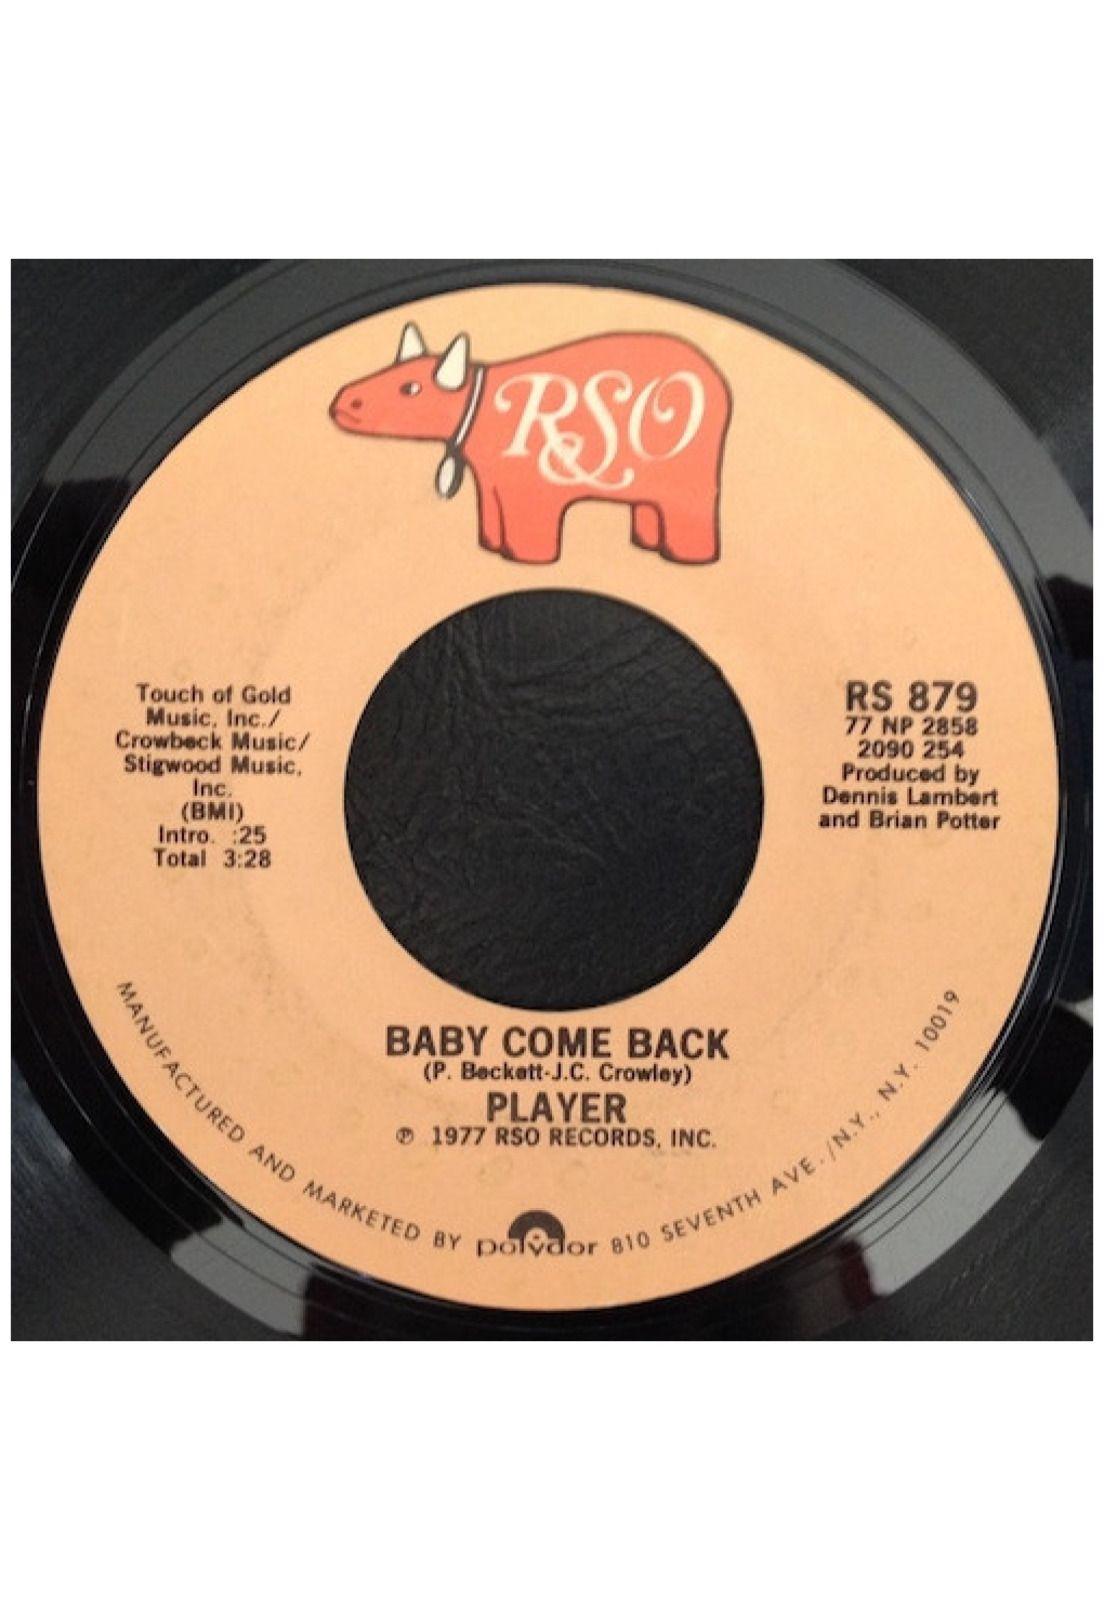 RSO
Touch of Gold
Music, Inc./
Crowbeck Music/
Stigwood Music,
Inc.
(BMI)
Intro. :25
Total 3:28
RS 879
77 NP 2858
2090 254
Produced by
Dennis Lambert
and Brian Potter
BABY COME BACK
(P. Beckett-J.C. Crowley)
PLAYER
℗ 1977 RSO RECORDS, INC.
MANUFACTURED AND MARKETED BY polydor 810 SEVENTH AVE./N.Y., N.Y. 10019